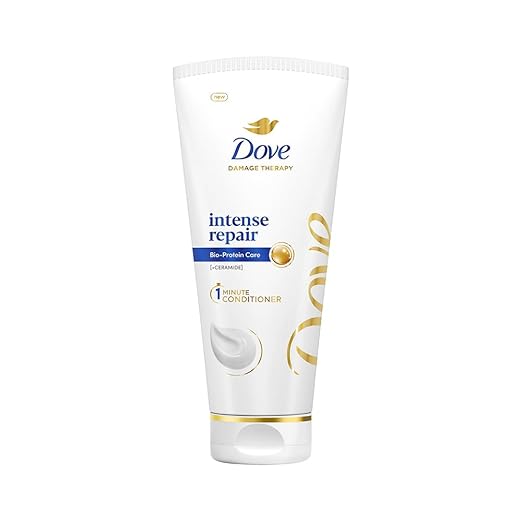 new
Dove
DAMAGE THERAPY
intense
repair
Bio-Protein Care
[+CERAMIDE]
1 MINUTE
CONDITIONER
Dove